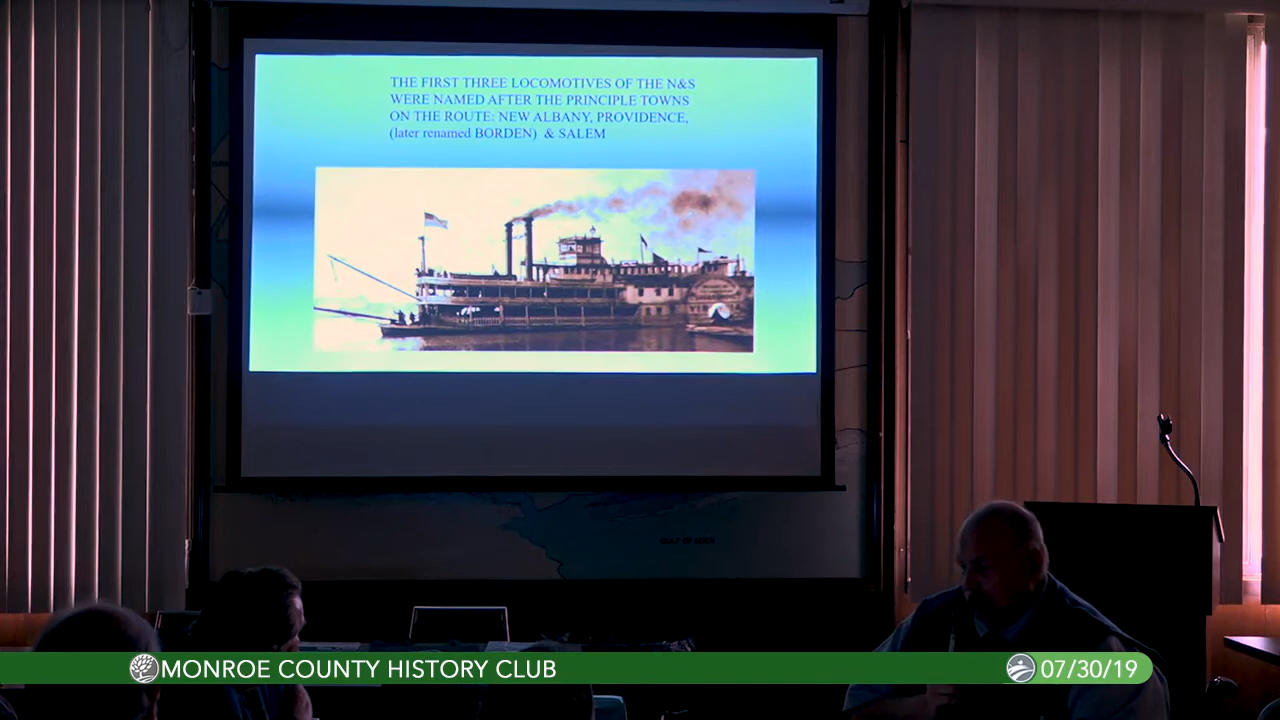 THE FIRST THREE LOCOMOTIVES OF THE N&S
WERE NAMED AFTER THE PRINCIPLE TOWNS
ON THE ROUTE: NEW ALBANY, PROVIDENCE,
(later renamed BORDEN) & SALEM
MONROE COUNTY HISTORY CLUB
07/30/19